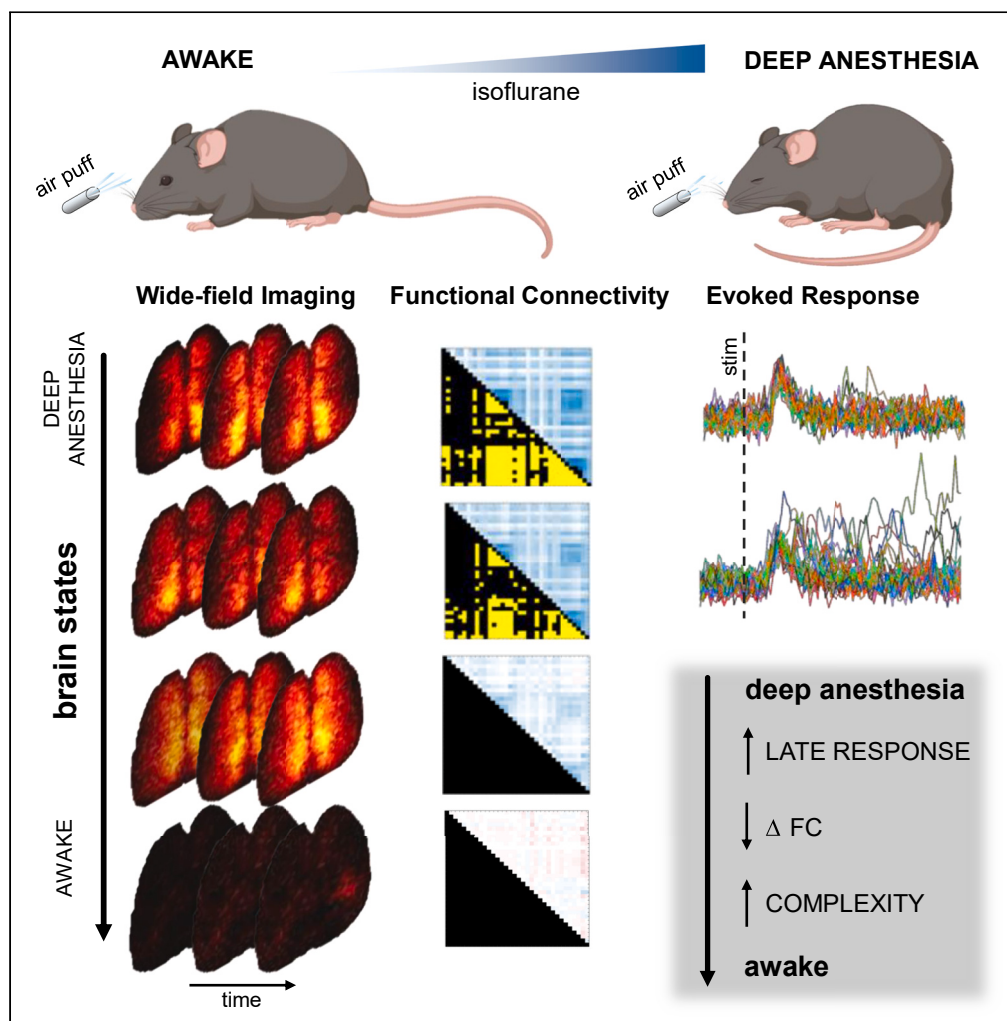 AWAKE
DEEP ANESTHESIA
isoflurane
air puff
air puff
Wide-field Imaging
Functional Connectivity
Evoked Response
DEEP
ANESTHESIA
brain states
AWAKE
time
stim
deep anesthesia
↑ LATE RESPONSE
↓ Δ FC
↑ COMPLEXITY
awake